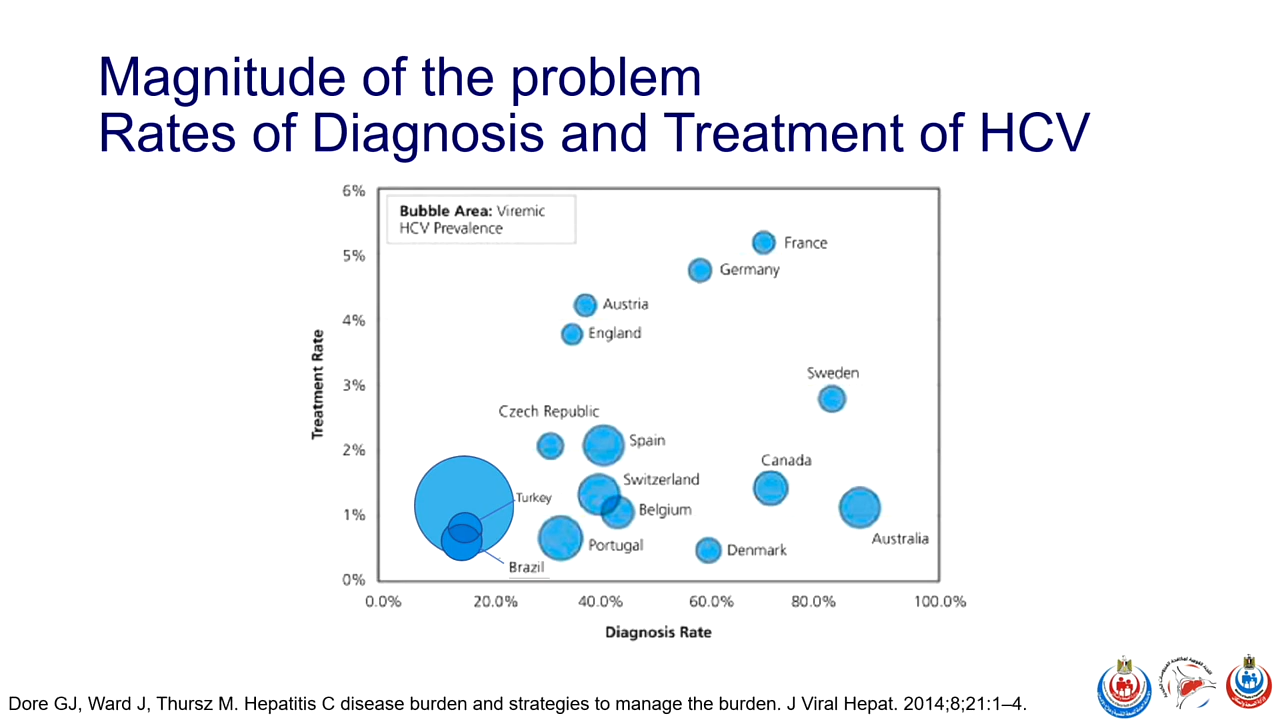 Magnitude of the problem
Rates of Diagnosis and Treatment of HCV
6%
Bubble Area: Viremic
HCV Prevalence
France
5%
Germany
Austria
4%
England
Treatment Rate
Sweden
3%
Czech Republic
Spain
2%
Canada
Switzerland
Turkey
1%
Belgium
Australia
Portugal
Denmark
Brazil
0%
0.0%
20.0%
40.0%
60.0%
80.0%
100.0%
Diagnosis Rate
Dore GJ, Ward J, Thursz M. Hepatitis C disease burden and strategies to manage the burden. J Viral Hepat. 2014;8;21:1–4.